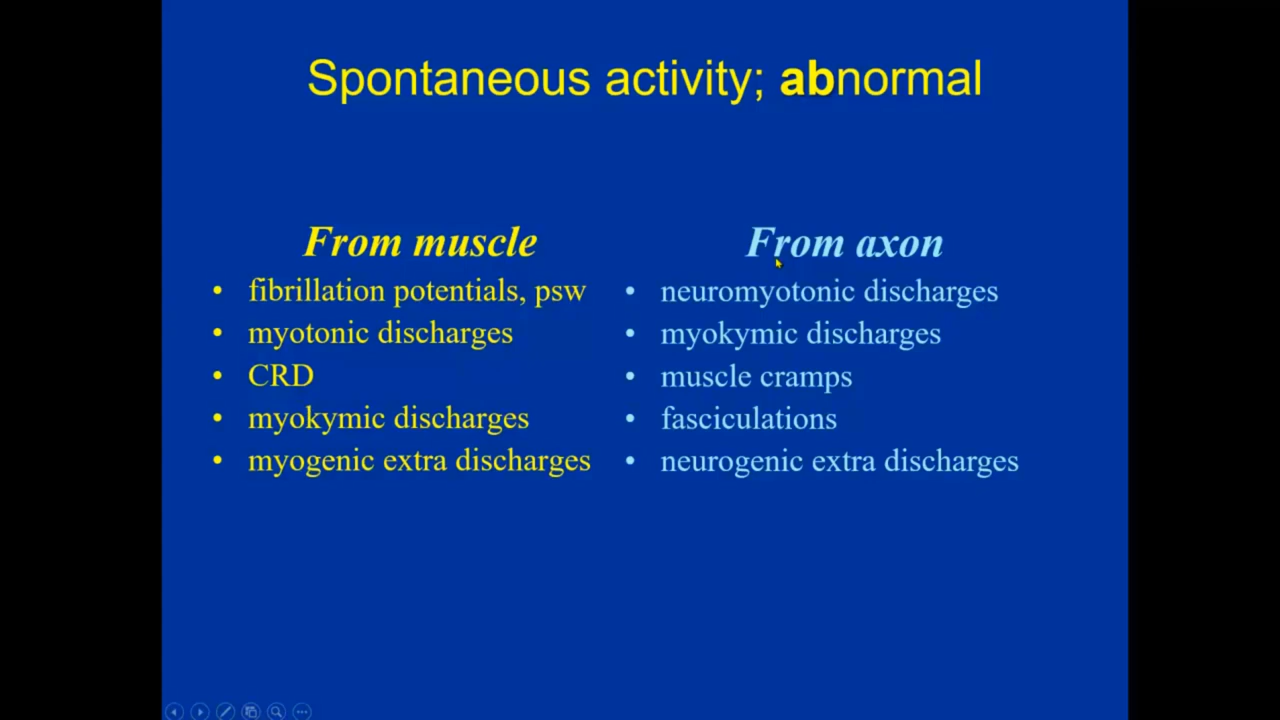 Spontaneous activity; abnormal
From muscle
• fibrillation potentials, psw
• myotonic discharges
• CRD
• myokymic discharges
• myogenic extra discharges
From axon
• neuromyotonic discharges
• myokymic discharges
• muscle cramps
• fasciculations
• neurogenic extra discharges